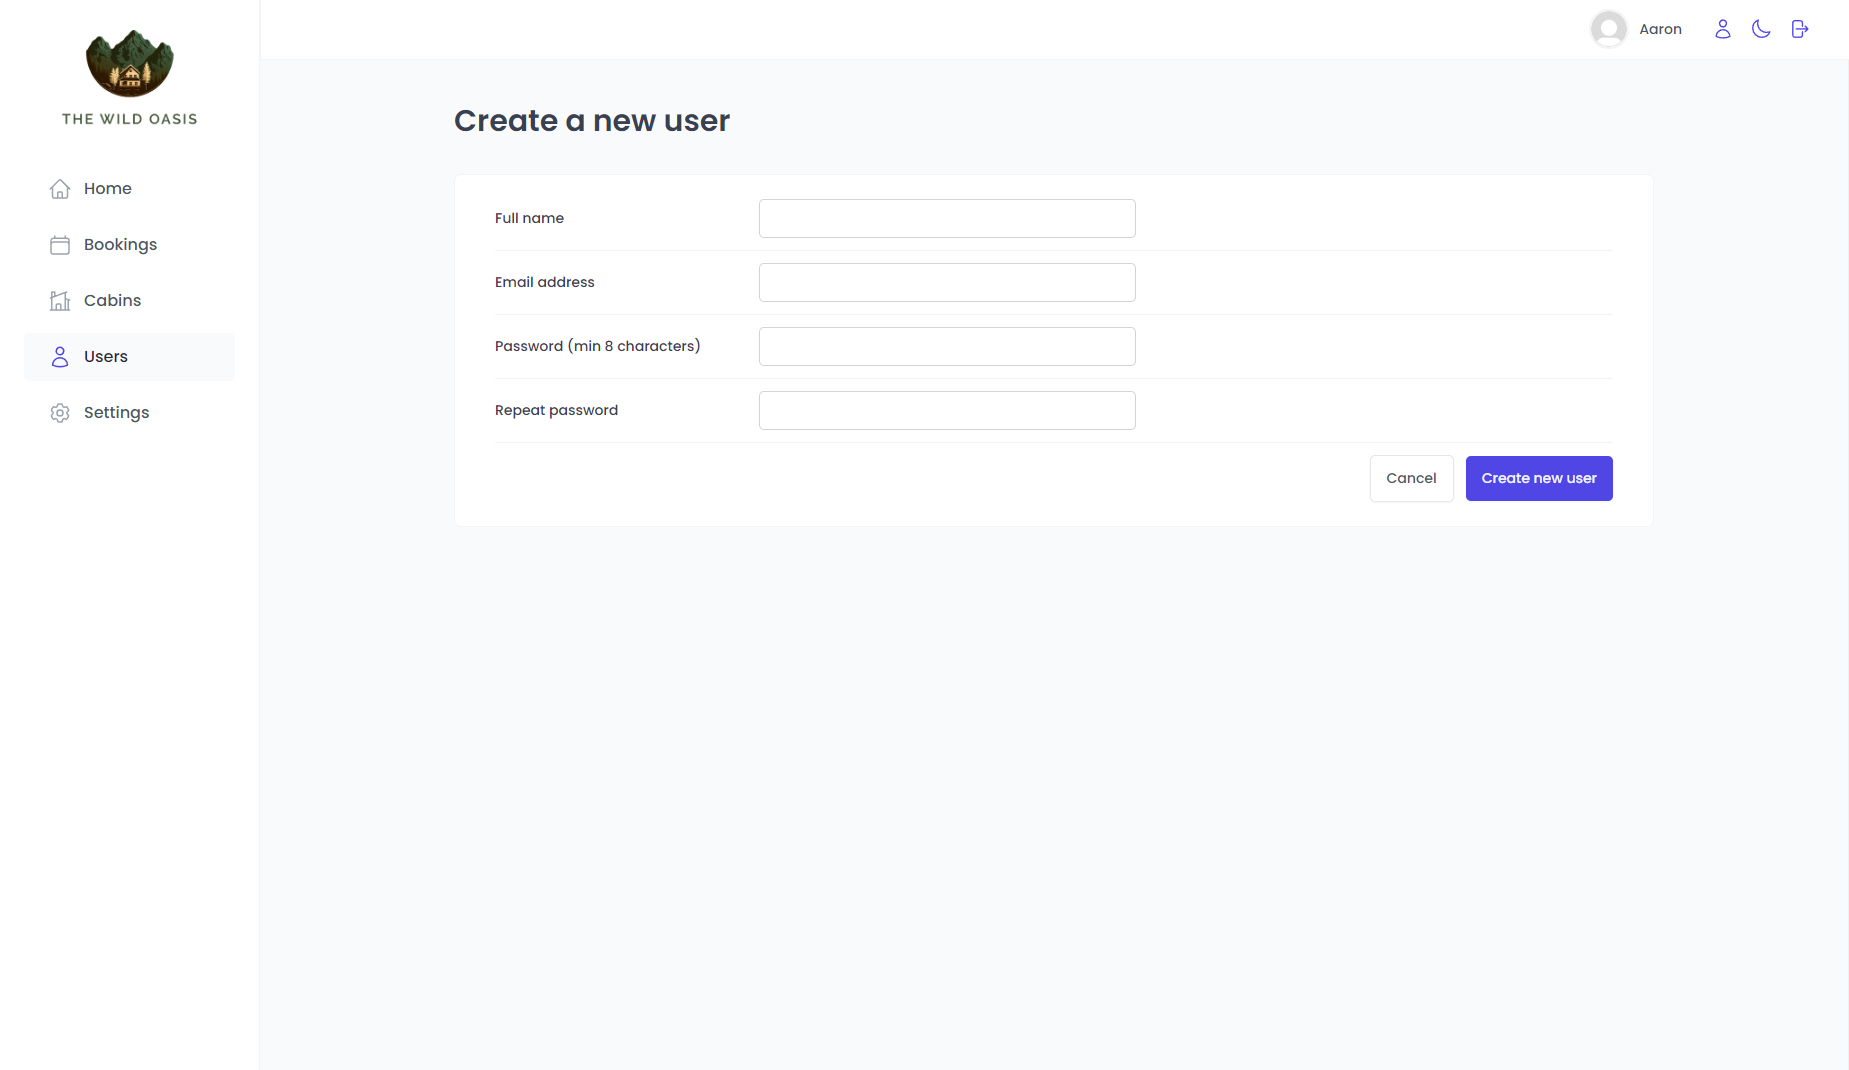 THE WILD OASIS
Home
Bookings
Cabins
Users
Settings
Aaron
Create a new user
Full name
Email address
Password (min 8 characters)
Repeat password
Cancel
Create new user